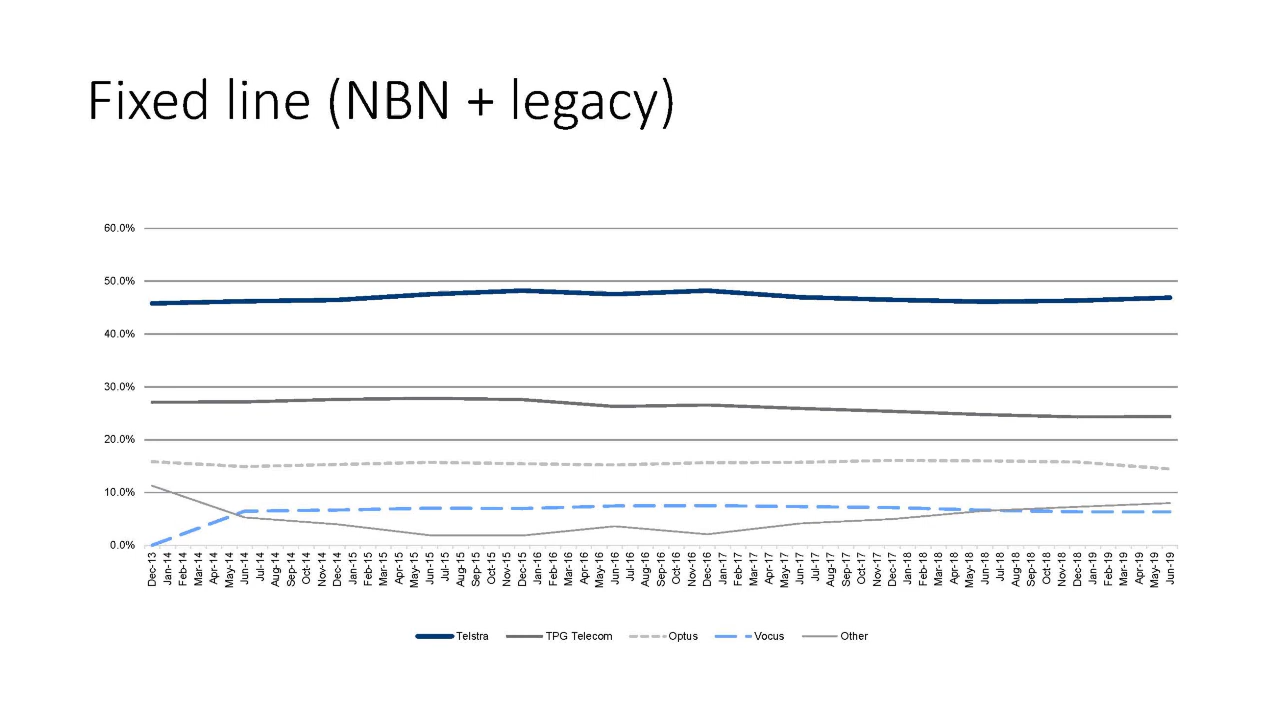 Fixed line (NBN + legacy)
60.0%
50.0%
40.0%
30.0%
20.0%
10.0%
0.0%
Dec-13
Jan-14
Feb-14
Mar-14
Apr-14
May-14
Jun-14
Jul-14
Aug-14
Sep-14
Oct-14
Nov-14
Dec-14
Jan-15
Feb-15
Mar-15
Apr-15
May-15
Jun-15
Jul-15
Aug-15
Sep-15
Oct-15
Nov-15
Dec-15
Jan-16
Feb-16
Mar-16
Apr-16
May-16
Jun-16
Jul-16
Aug-16
Sep-16
Oct-16
Nov-16
Dec-16
Jan-17
Feb-17
Mar-17
Apr-17
May-17
Jun-17
Jul-17
Aug-17
Sep-17
Oct-17
Nov-17
Dec-17
Jan-18
Feb-18
Mar-18
Apr-18
May-18
Jun-18
Jul-18
Aug-18
Sep-18
Oct-18
Nov-18
Dec-18
Jan-19
Feb-19
Mar-19
Apr-19
May-19
Jun-19
Telstra TPG Telecom Optus Vocus Other